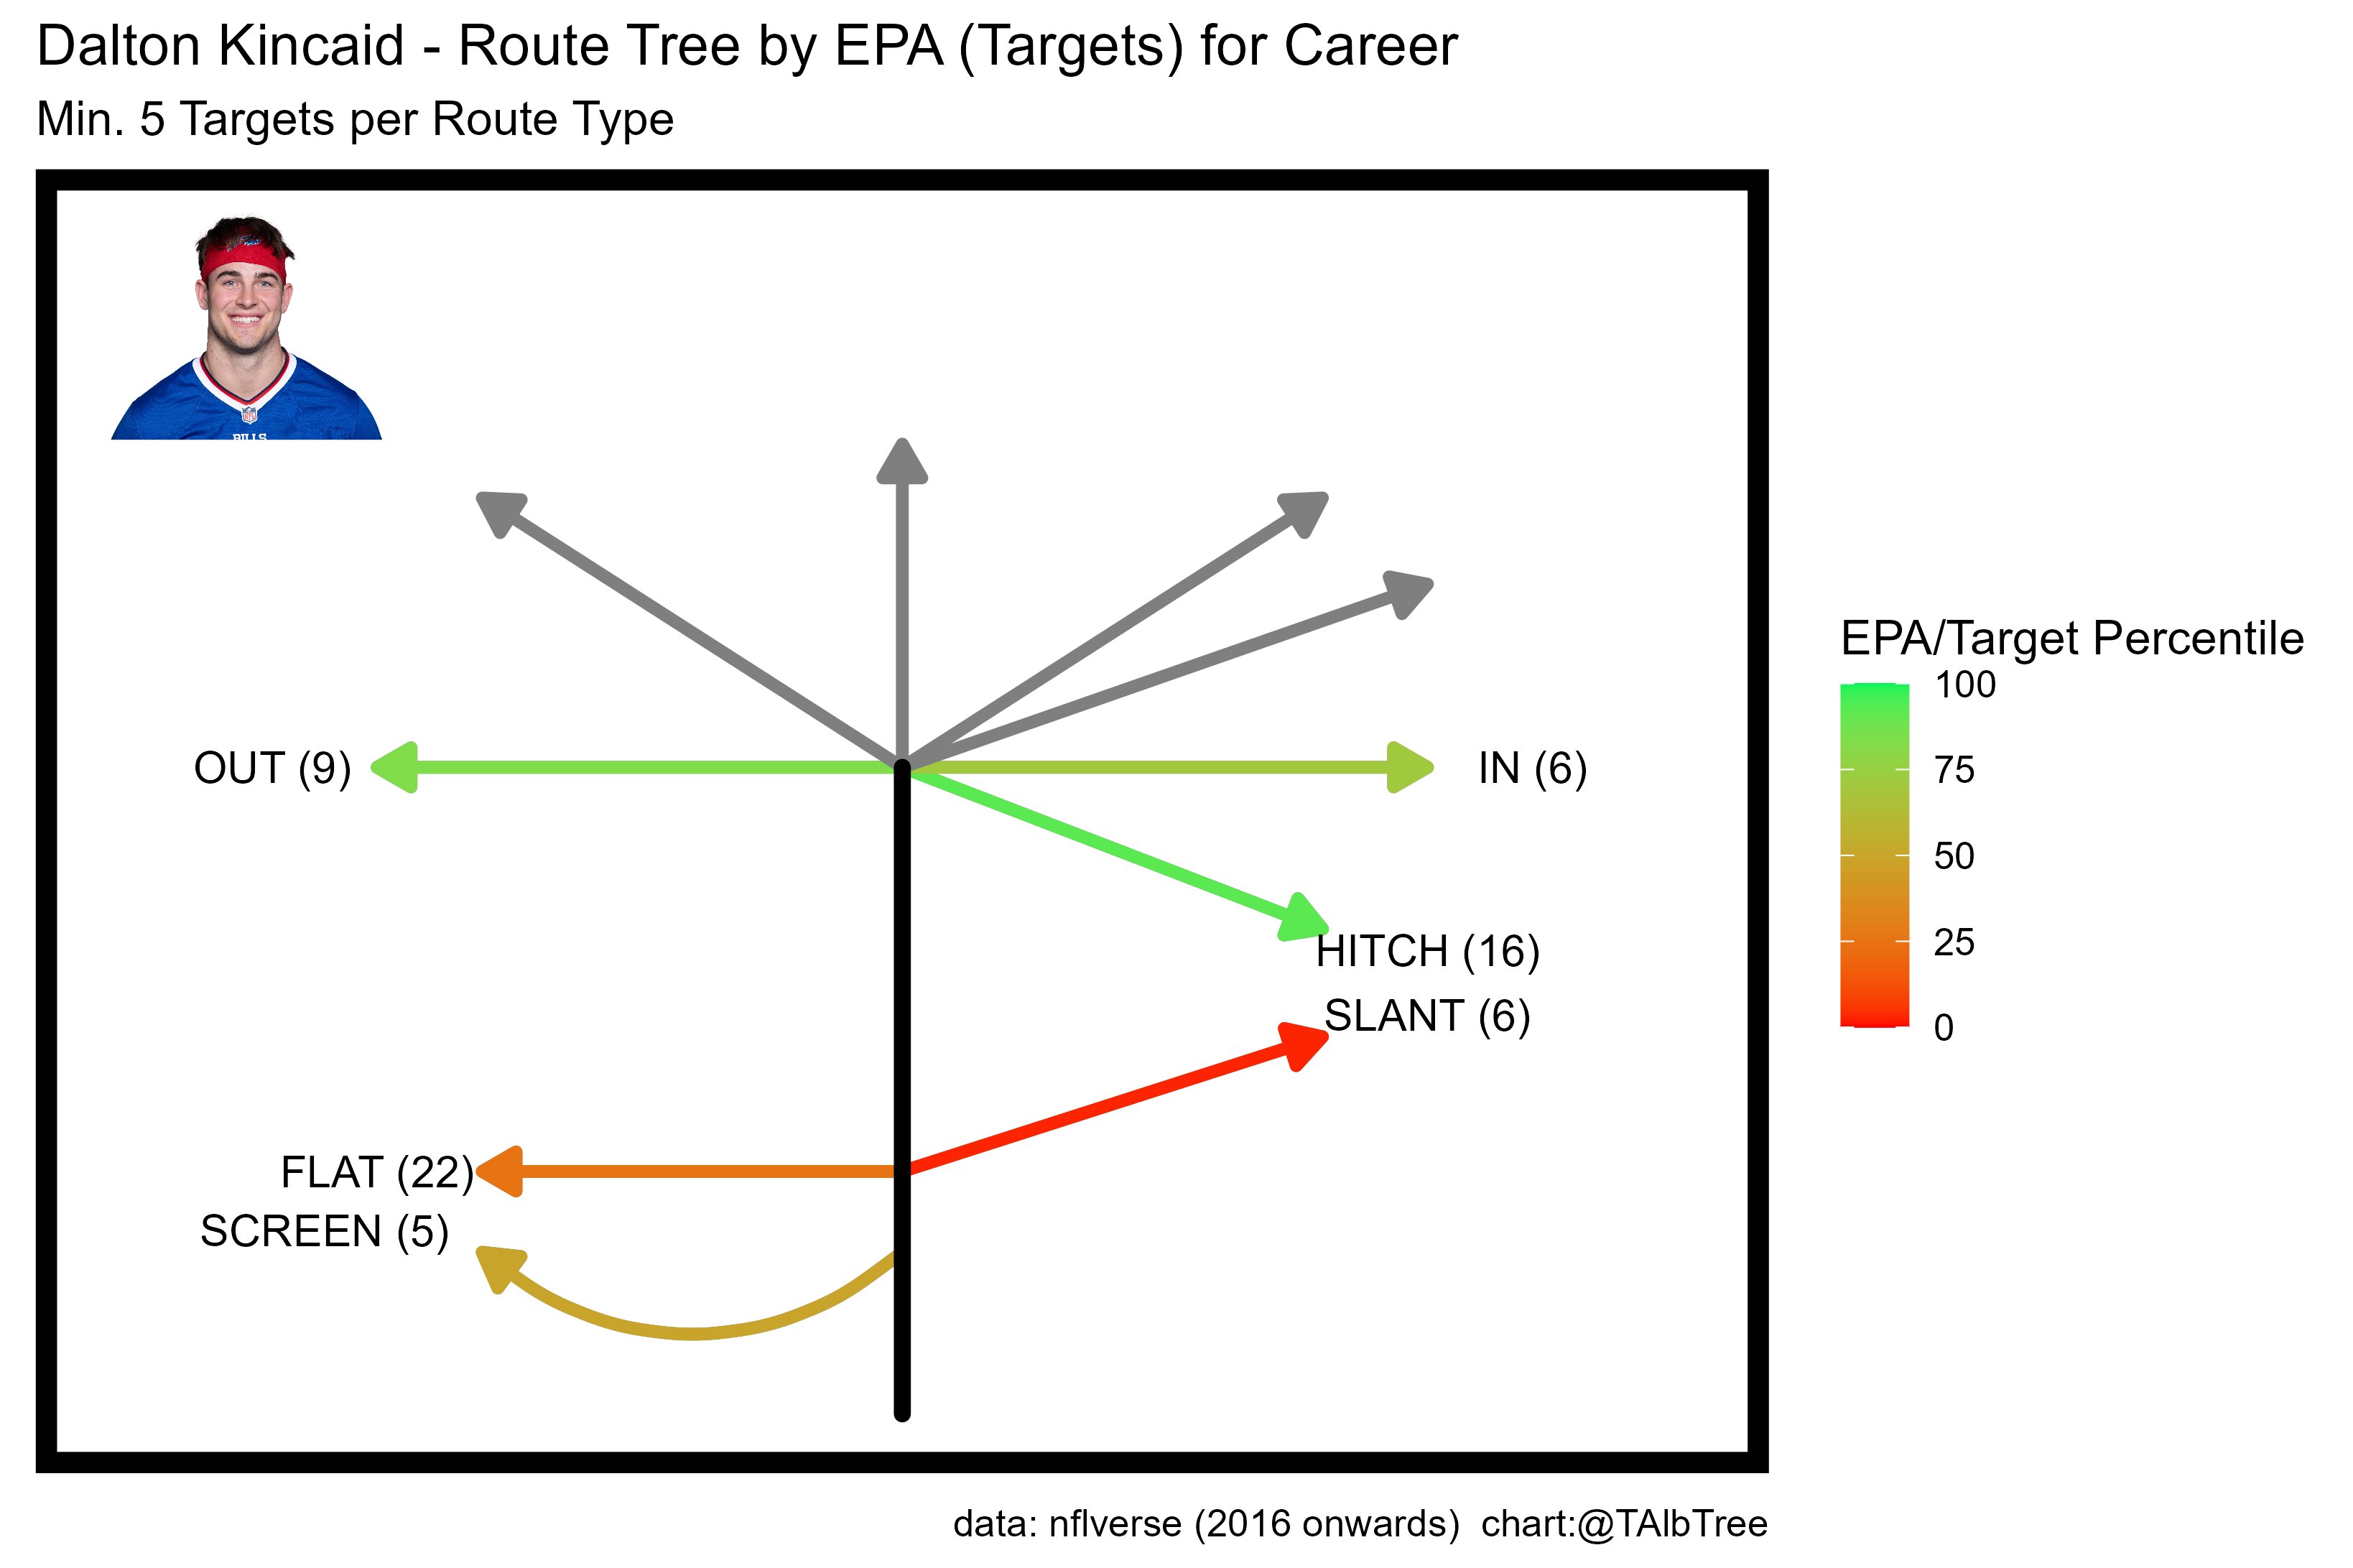 Dalton Kincaid - Route Tree by EPA (Targets) for Career
Min. 5 Targets per Route Type
BILLS
OUT (9)
IN (6)
HITCH (16)
SLANT (6)
FLAT (22)
SCREEN (5)
EPA/Target Percentile
100
75
50
25
0
data: nflverse (2016 onwards)  chart:@TAlbTree